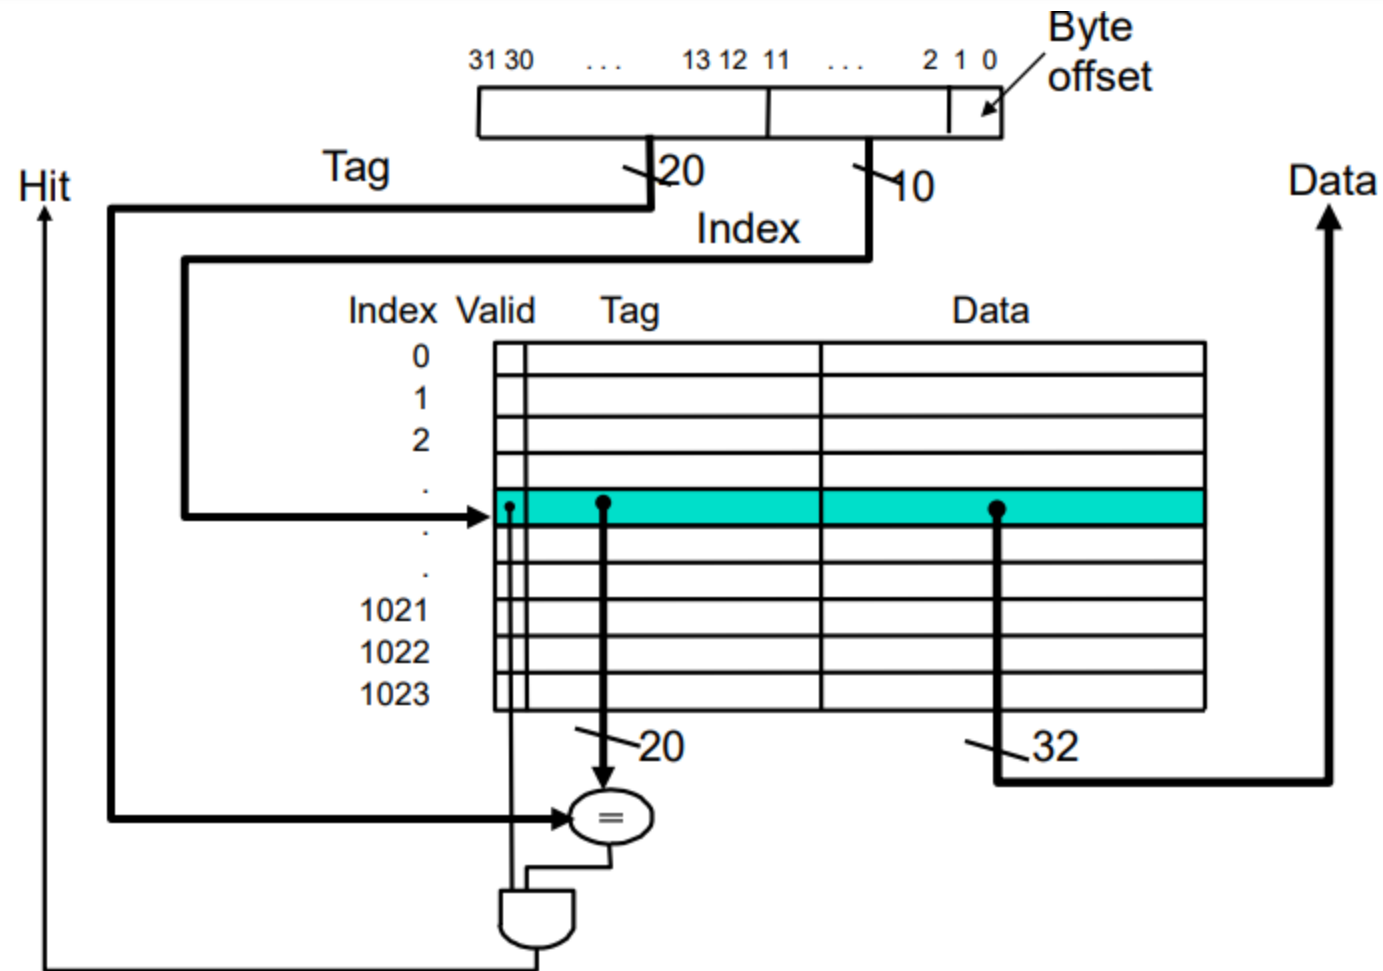 Byte
offset
31 30 ... 13 12 11 ... 2 1 0
Tag
20
10
Hit
Data
Index
Index Valid Tag Data
0
1
2
.
.
.
1021
1022
1023
20
32
=